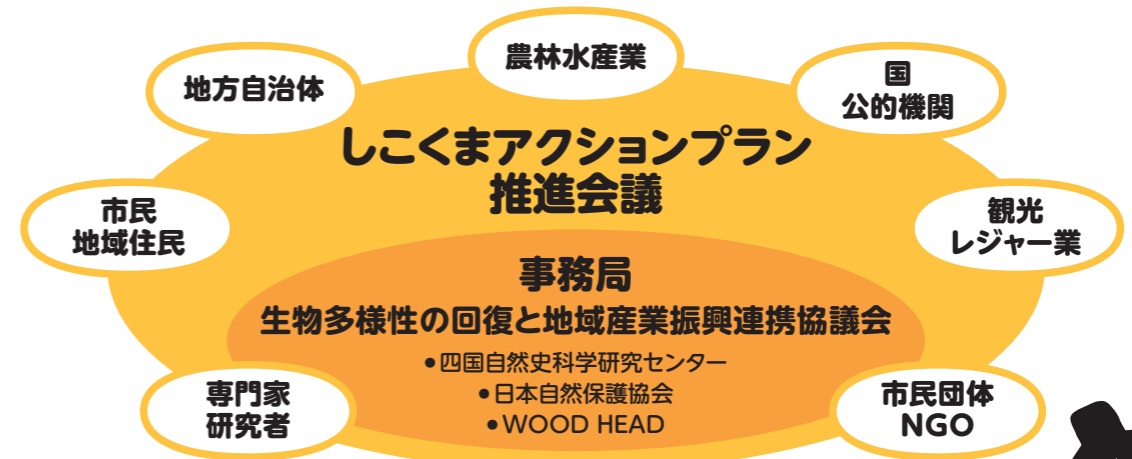 農林水産業
地方自治体
国
公的機関
しこくまアクションプラン
推進会議
市民
地域住民
観光
レジャー業
事務局
生物多様性の回復と地域産業振興連携協議会
●四国自然史科学研究センター
●日本自然保護協会
●WOOD HEAD
専門家
研究者
市民団体
NGO